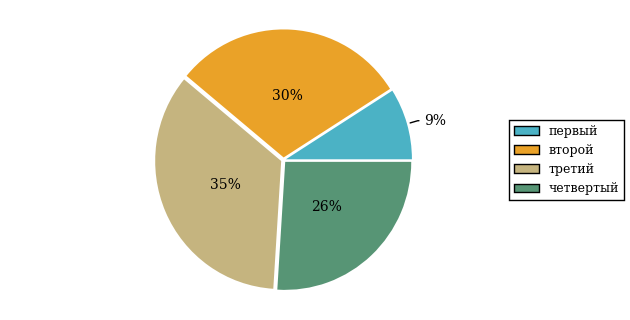 30%
9%
35%
26%
первый
второй
третий
четвертый